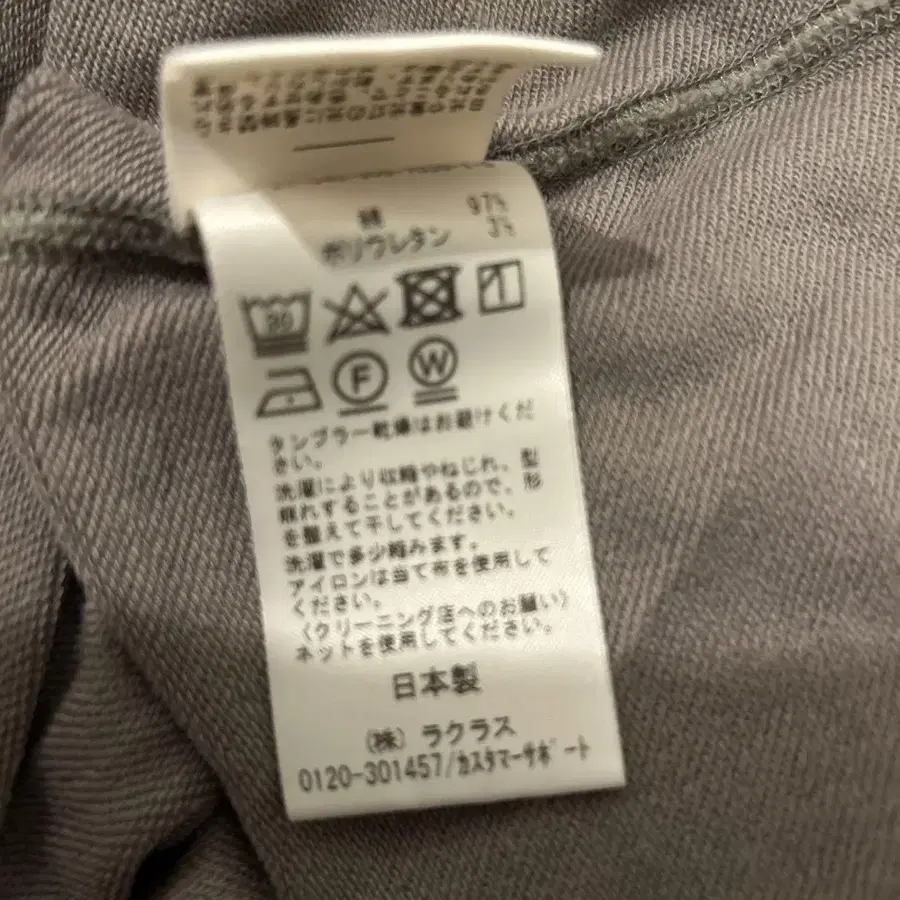 綿 97%
ポリウレタン 3%
30
F W
タンブラー乾燥はお避けくだ
さい。
洗濯により収縮やねじれ、型
崩れすることがあるので、形
を整えて干してください。
洗濯で多少縮みます。
アイロンは当て布を使用して
ください。
〈クリーニング店へのお願い〉
ネットを使用してください。
日本製
(株) ラクラス
0120-301457/カスタマーサポート